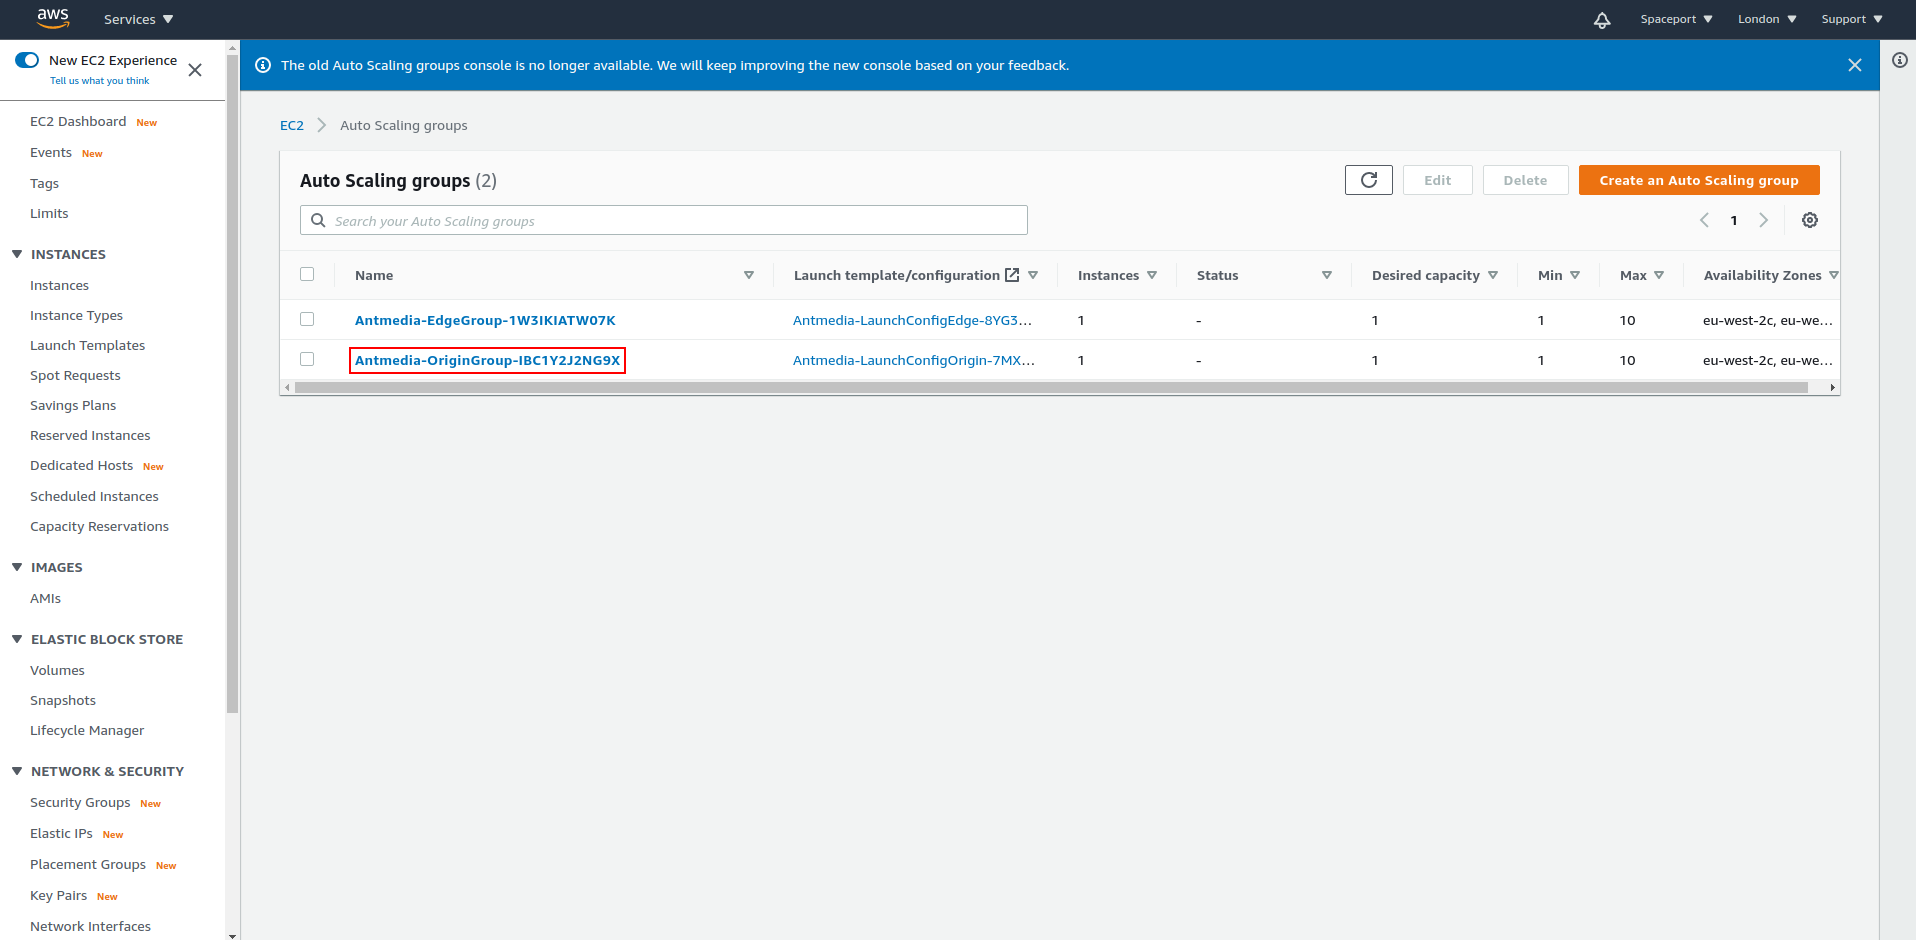 aws
Services
Spaceport
London
Support
New EC2 Experience
Tell us what you think
EC2 Dashboard New
Events New
Tags
Limits
INSTANCES
Instances
Instance Types
Launch Templates
Spot Requests
Savings Plans
Reserved Instances
Dedicated Hosts New
Scheduled Instances
Capacity Reservations
IMAGES
AMIs
ELASTIC BLOCK STORE
Volumes
Snapshots
Lifecycle Manager
NETWORK & SECURITY
Security Groups New
Elastic IPs New
Placement Groups New
Key Pairs New
Network Interfaces
The old Auto Scaling groups console is no longer available. We will keep improving the new console based on your feedback.
EC2 Auto Scaling groups
Auto Scaling groups (2)
Edit
Delete
Create an Auto Scaling group
Search your Auto Scaling groups
1
Name Launch template/configuration Instances Status Desired capacity Min Max Availability Zones
Antmedia-EdgeGroup-1W3IKIATW07K Antmedia-LaunchConfigEdge-8YG3... 1 - 1 1 10 eu-west-2c, eu-we...
Antmedia-OriginGroup-IBC1Y2J2NG9X Antmedia-LaunchConfigOrigin-7MX... 1 - 1 1 10 eu-west-2c, eu-we...